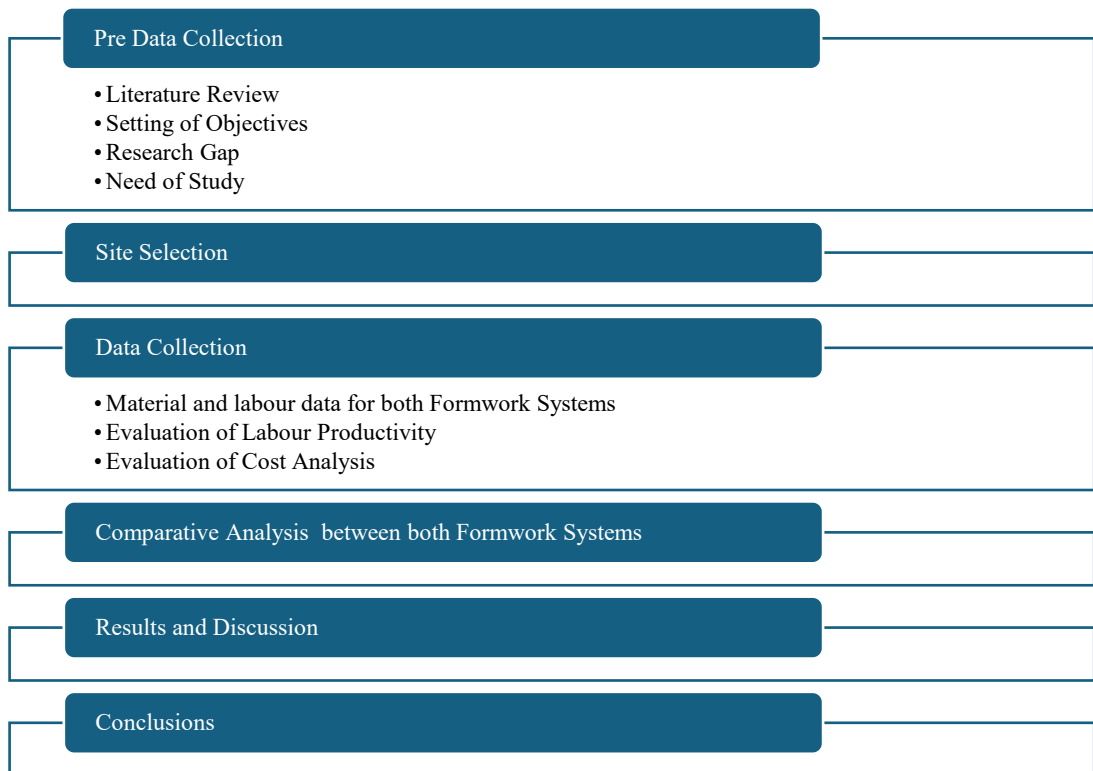 Pre Data Collection
• Literature Review
• Setting of Objectives
• Research Gap
• Need of Study
Site Selection
Data Collection
• Material and labour data for both Formwork Systems
• Evaluation of Labour Productivity
• Evaluation of Cost Analysis
Comparative Analysis  between both Formwork Systems
Results and Discussion
Conclusions